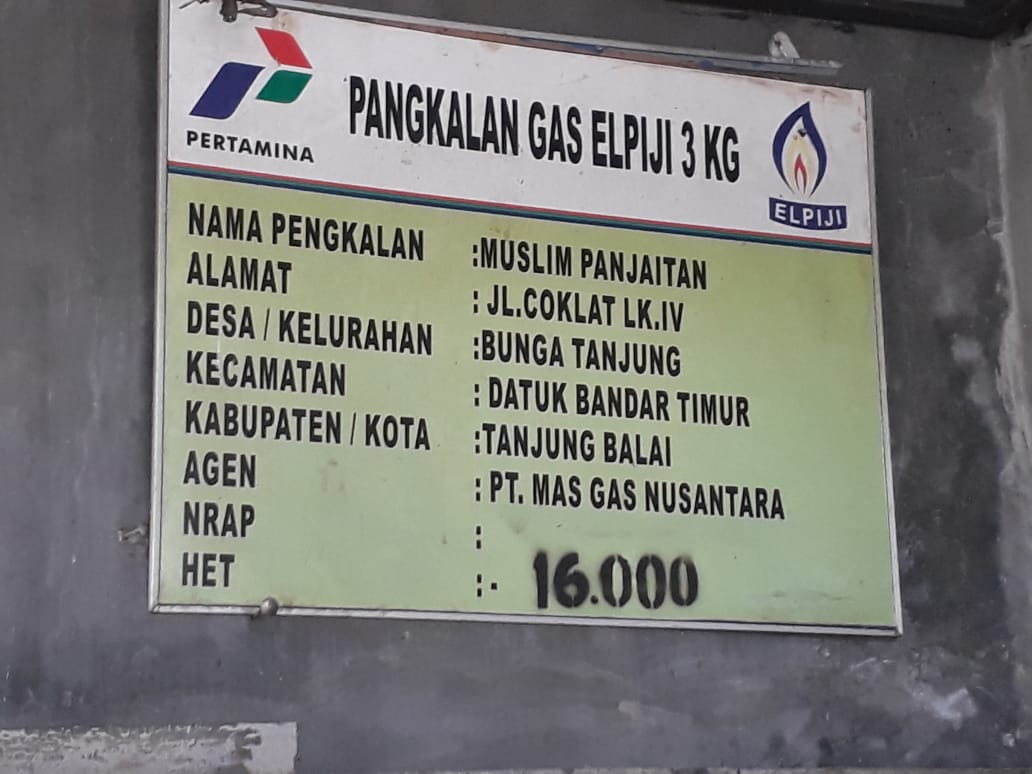 PERTAMINA
PANGKALAN GAS ELPIJI 3 KG
ELPIJI
NAMA PENGKALAN :MUSLIM PANJAITAN
ALAMAT : JL.COKLAT LK.IV
DESA / KELURAHAN :BUNGA TANJUNG
KECAMATAN : DATUK BANDAR TIMUR
KABUPATEN / KOTA :TANJUNG BALAI
AGEN : PT. MAS GAS NUSANTARA
NRAP :
HET :- 16.000